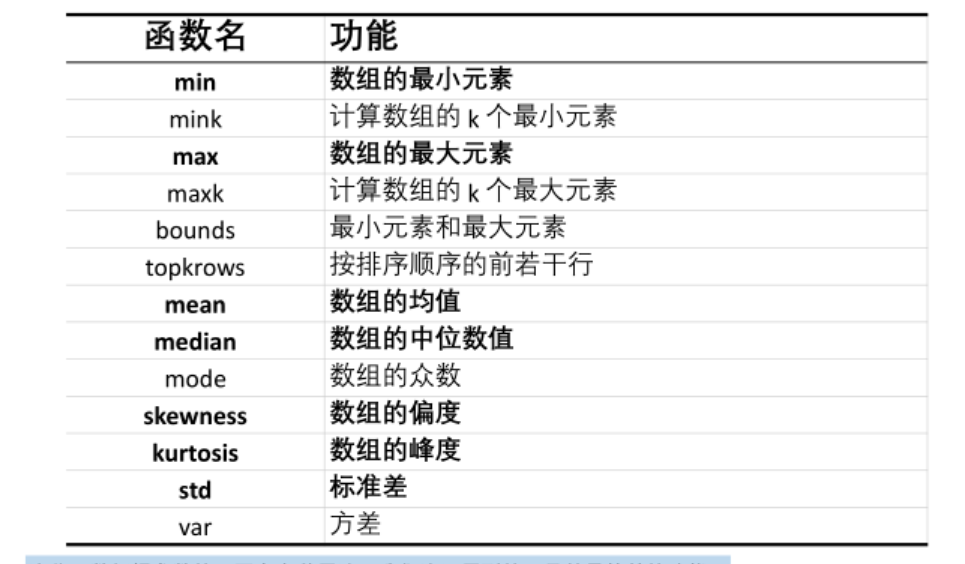 函数名 功能
min 数组的最小元素
mink 计算数组的 k 个最小元素
max 数组的最大元素
maxk 计算数组的 k 个最大元素
bounds 最小元素和最大元素
topkrows 按排序顺序的前若干行
mean 数组的均值
median 数组的中位数值
mode 数组的众数
skewness 数组的偏度
kurtosis 数组的峰度
std 标准差
var 方差